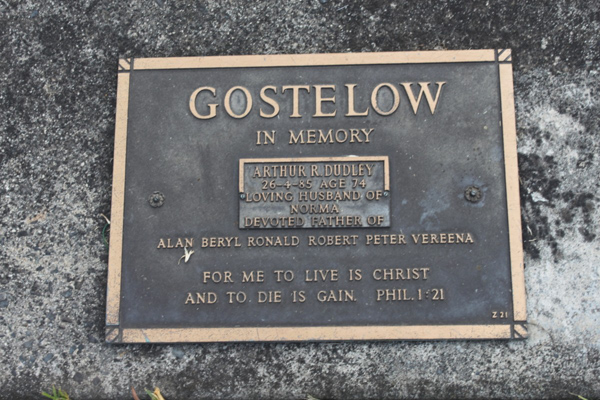 GOSTELOW
IN MEMORY
ARTHUR R. DUDLEY
26-4-85 AGE 74
LOVING HUSBAND OF
NORMA
DEVOTED FATHER OF
ALAN BERYL RONALD ROBERT PETER VEREENA
FOR ME TO LIVE IS CHRIST
AND TO DIE IS GAIN. PHIL. 1:21
Z 21